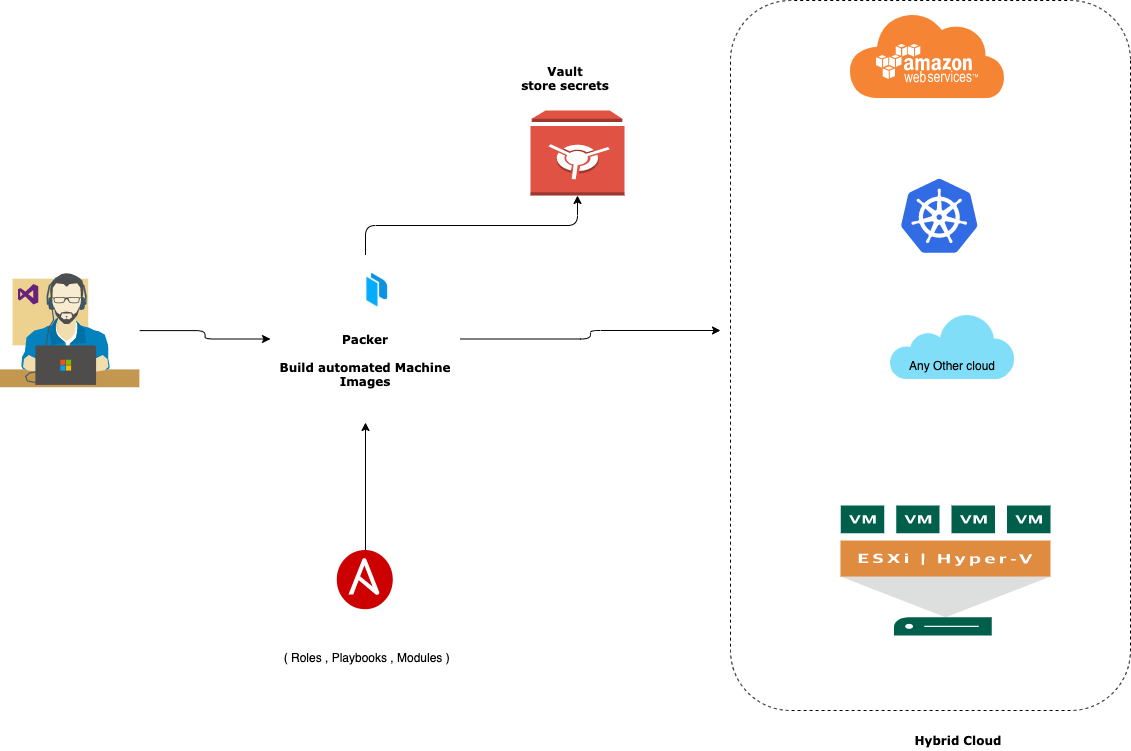 Vault
store secrets
amazon
webservices™
Packer
Build automated Machine
Images
Any Other cloud
VM VM VM VM
ESXi | Hyper-V
( Roles , Playbooks , Modules )
Hybrid Cloud